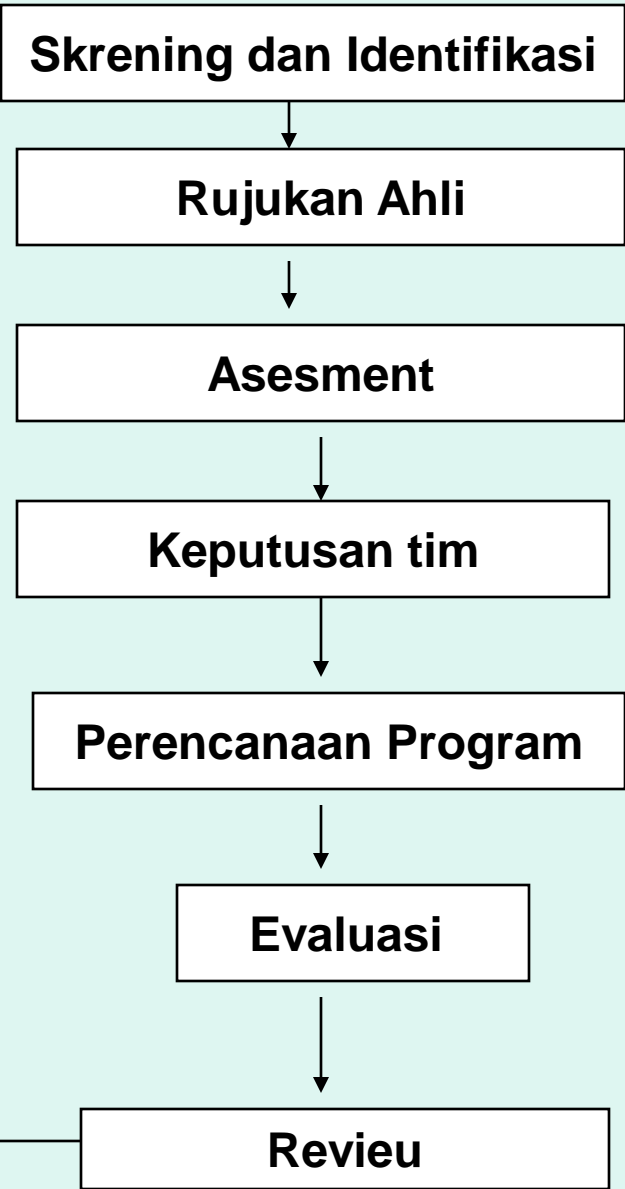 Skrening dan Identifikasi
Rujukan Ahli
Asesment
Keputusan tim
Perencanaan Program
Evaluasi
Revieu